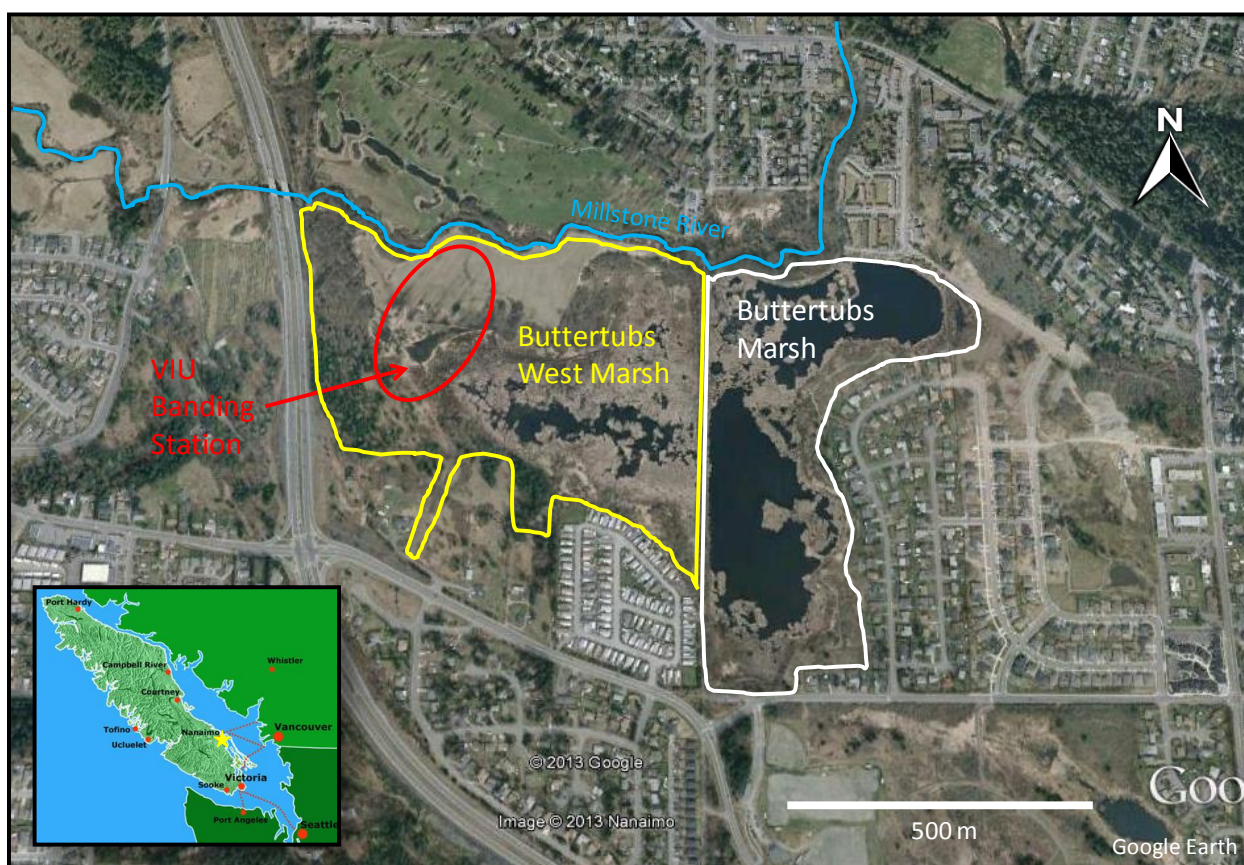 N
Millstone River
Buttertubs
Marsh
Buttertubs
West Marsh
VIU
Banding
Station
Port Hardy
Whistler
Campbell River
Courtney
Nanaimo
Vancouver
Tofino
Ucluelet
Victoria
Sooke
Port Angeles
Seattle
© 2013 Google
Image © 2013 Nanaimo
500 m
Goo
Google Earth